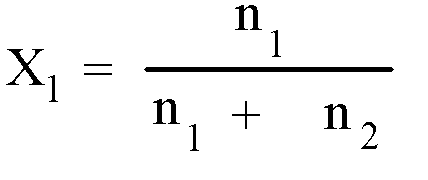 X₁ = n₁ / n₁ + n₂